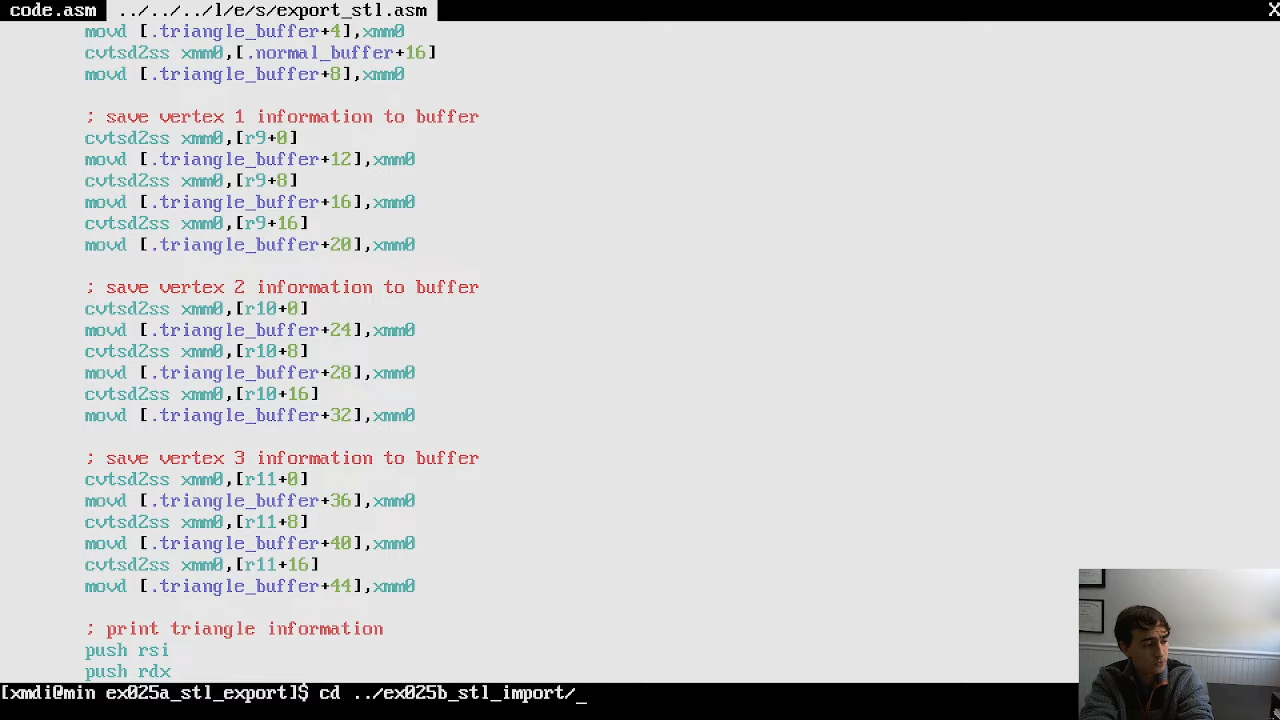 code.asm ../../../l/e/s/export_stl.asm X
movd [.triangle_buffer+4],xmm0
cvtsd2ss xmm0,[.normal_buffer+16]
movd [.triangle_buffer+8],xmm0
; save vertex 1 information to buffer
cvtsd2ss xmm0,[r9+0]
movd [.triangle_buffer+12],xmm0
cvtsd2ss xmm0,[r9+8]
movd [.triangle_buffer+16],xmm0
cvtsd2ss xmm0,[r9+16]
movd [.triangle_buffer+20],xmm0
; save vertex 2 information to buffer
cvtsd2ss xmm0,[r10+0]
movd [.triangle_buffer+24],xmm0
cvtsd2ss xmm0,[r10+8]
movd [.triangle_buffer+28],xmm0
cvtsd2ss xmm0,[r10+16]
movd [.triangle_buffer+32],xmm0
; save vertex 3 information to buffer
cvtsd2ss xmm0,[r11+0]
movd [.triangle_buffer+36],xmm0
cvtsd2ss xmm0,[r11+8]
movd [.triangle_buffer+40],xmm0
cvtsd2ss xmm0,[r11+16]
movd [.triangle_buffer+44],xmm0
; print triangle information
push rsi
push rdx
[xmdi@min ex025a_stl_export]$ cd ../ex025b_stl_import/_